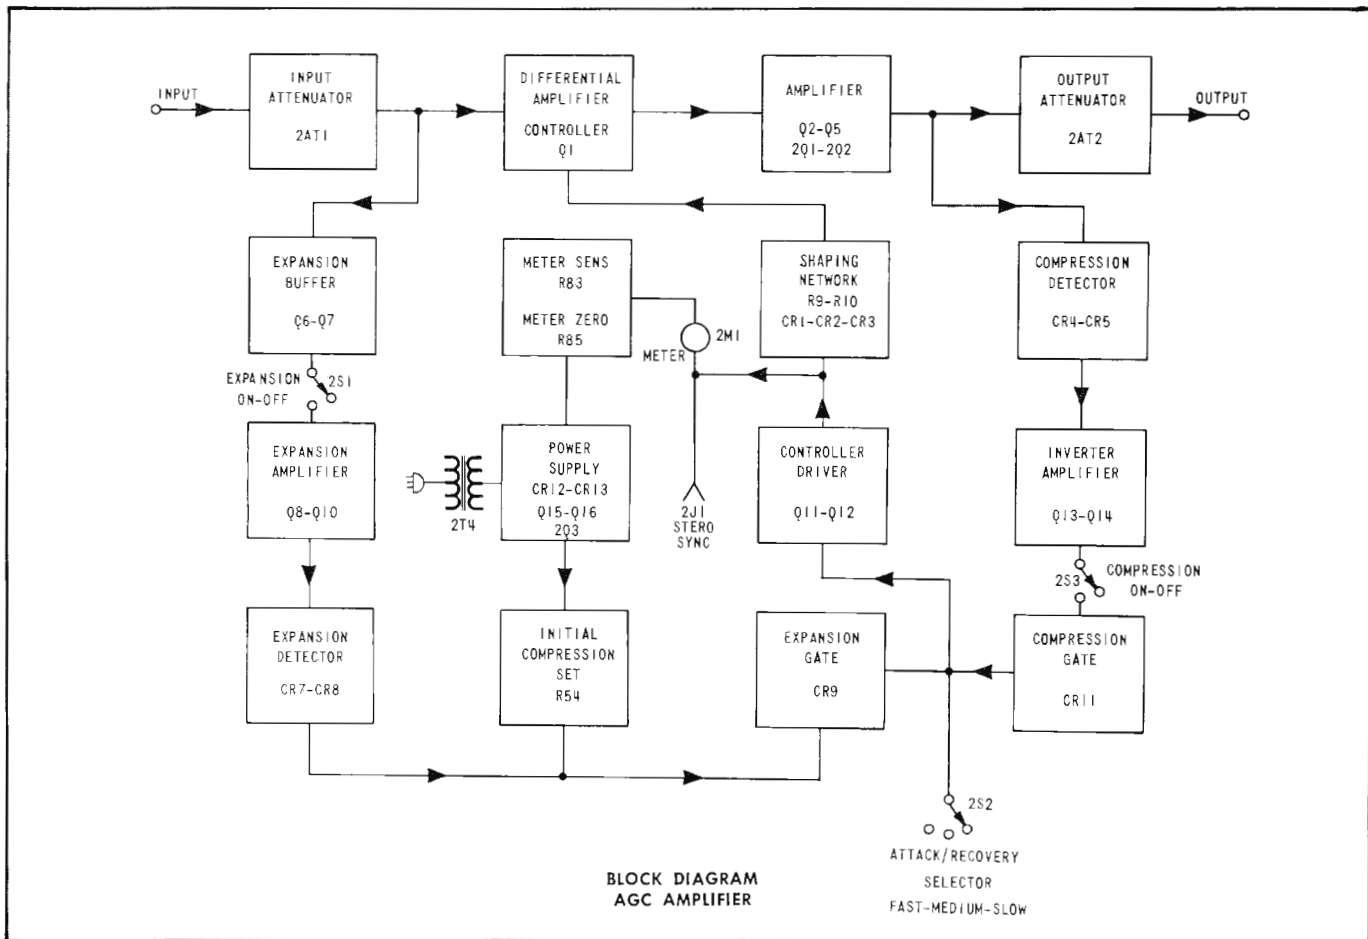 INPUT
INPUT
ATTENUATOR
2AT1
DIFFERENTIAL
AMPLIFIER
CONTROLLER
Q1
AMPLIFIER
Q2-Q5
2Q1-2Q2
OUTPUT
ATTENUATOR
2AT2
OUTPUT
EXPANSION
BUFFER
Q6-Q7
METER SENS
R83
METER ZERO
R85
METER
2M1
SHAPING
NETWORK
R9-R10
CR1-CR2-CR3
COMPRESSION
DETECTOR
CR4-CR5
EXPANSION
ON-OFF
2S1
EXPANSION
AMPLIFIER
Q8-Q10
2T4
POWER
SUPPLY
CR12-CR13
Q15-Q16
2Q3
2J1
STERO
SYNC
CONTROLLER
DRIVER
Q11-Q12
INVERTER
AMPLIFIER
Q13-Q14
2S3
COMPRESSION
ON-OFF
EXPANSION
DETECTOR
CR7-CR8
INITIAL
COMPRESSION
SET
R54
EXPANSION
GATE
CR9
COMPRESSION
GATE
CR11
2S2
ATTACK/RECOVERY
SELECTOR
FAST-MEDIUM-SLOW
BLOCK DIAGRAM
AGC AMPLIFIER